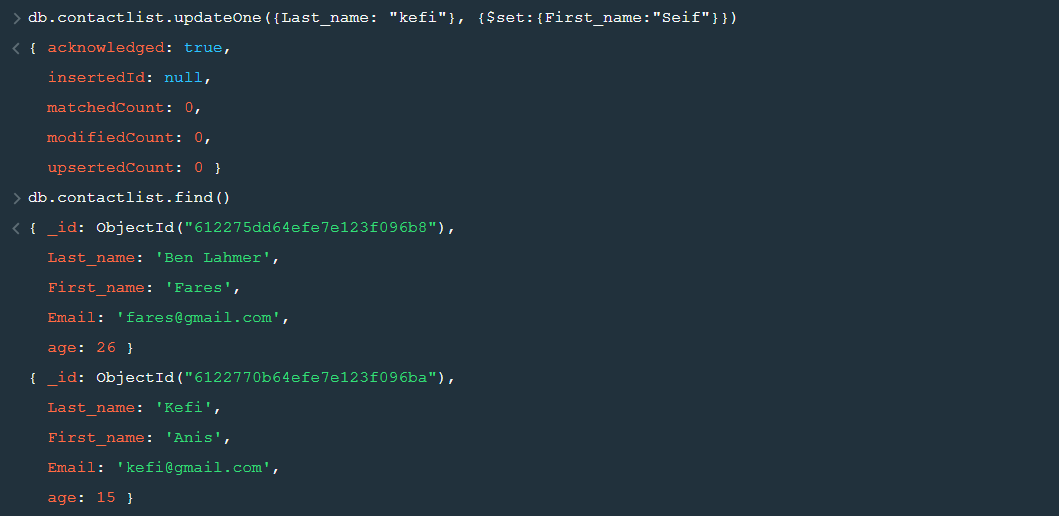 > db.contactlist.updateOne({Last_name: "kefi"}, {$set:{First_name:"Seif"}})
< { acknowledged: true,
insertedId: null,
matchedCount: 0,
modifiedCount: 0,
upsertedCount: 0 }
> db.contactlist.find()
< { _id: ObjectId("612275dd64efe7e123f096b8"),
Last_name: 'Ben Lahmer',
First_name: 'Fares',
Email: 'fares@gmail.com',
age: 26 }
{ _id: ObjectId("6122770b64efe7e123f096ba"),
Last_name: 'Kefi',
First_name: 'Anis',
Email: 'kefi@gmail.com',
age: 15 }